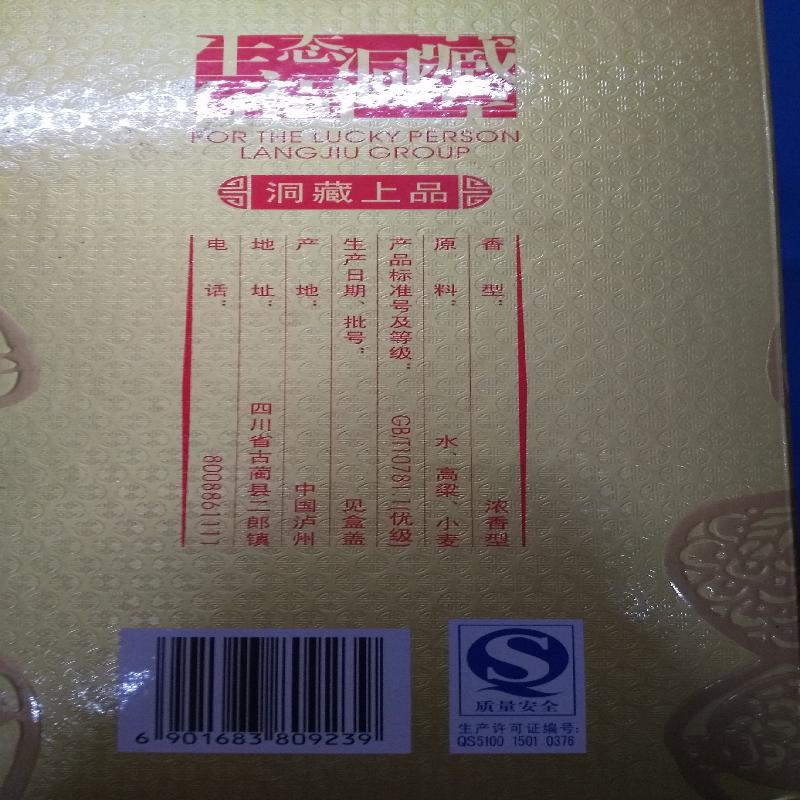 生态洞藏
FOR THE LUCKY PERSON
LANGJIU GROUP
洞藏上品
香型：浓香型
原料：水、高粱、小麦
产品标准号及等级：GB/T10781.1(优级)
生产日期、批号：见盒盖
产地：中国泸州
地址：四川省古蔺县二郎镇
电话：8008861111
6 901683 809239
质量安全
生产许可证编号:
QS5100 1501 0376